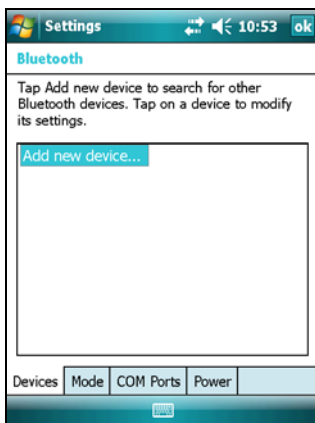 Settings 10:53 ok
Bluetooth
Tap Add new device to search for other
Bluetooth devices. Tap on a device to modify
its settings.
Add new device...
Devices Mode COM Ports Power